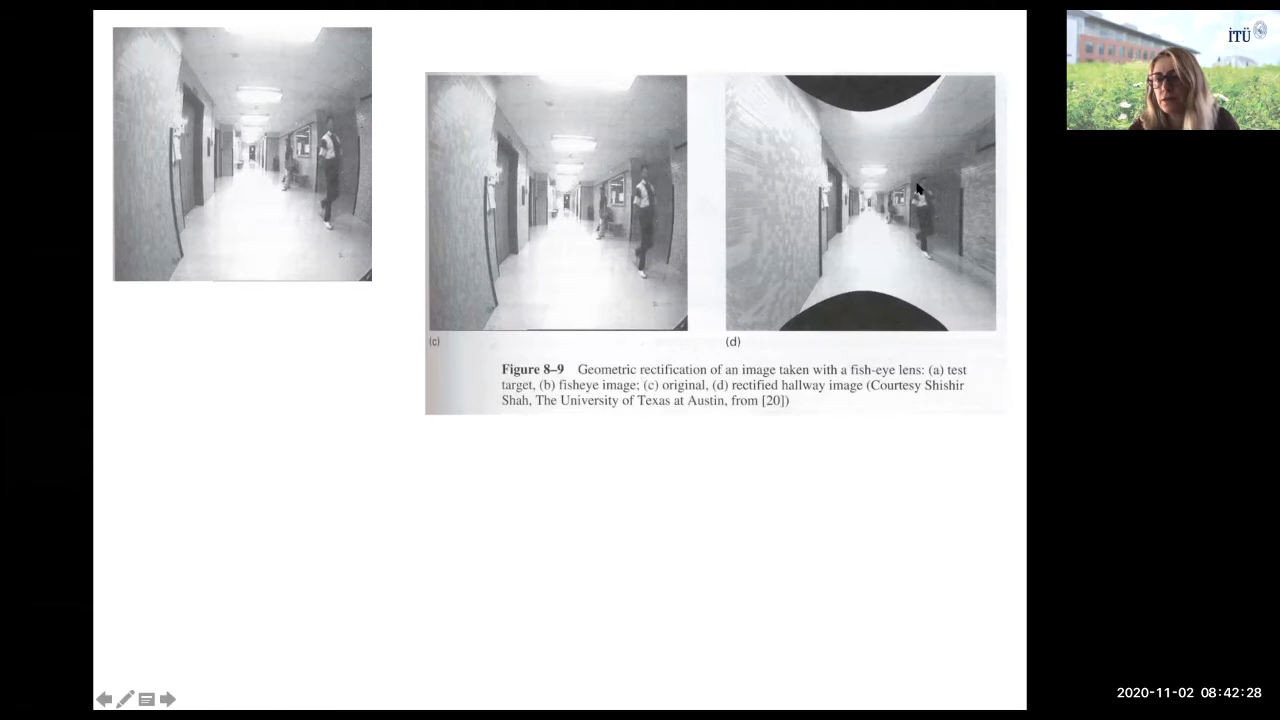 İTÜ
(c)
(d)
Figure 8–9 Geometric rectification of an image taken with a fish-eye lens: (a) test
target, (b) fisheye image; (c) original, (d) rectified hallway image (Courtesy Shishir
Shah, The University of Texas at Austin, from [20])
2020-11-02 08:42:28